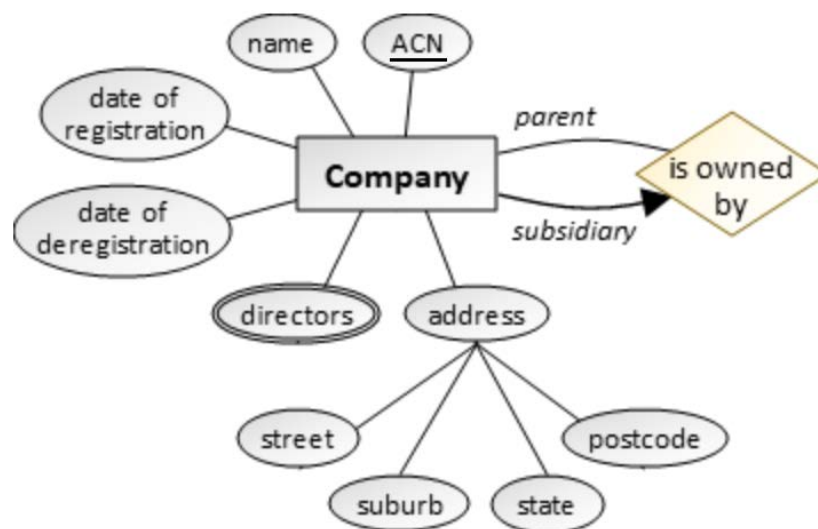 name
ACN
date of
registration
parent
Company
is owned
by
date of
deregistration
subsidiary
directors
address
street
postcode
suburb
state